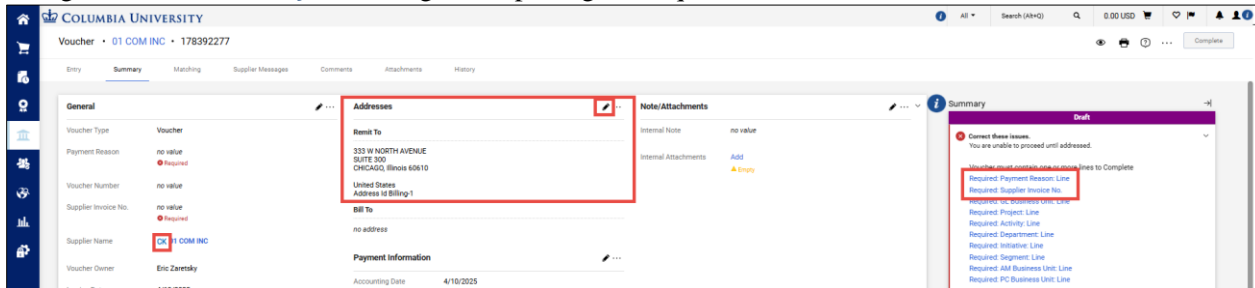 COLUMBIA UNIVERSITY
All
Search (Alt+Q)
0.00 USD
Voucher • 01 COM INC • 178392277
Complete
Entry
Summary
Matching
Supplier Messages
Comments
Attachments
History
General
Voucher Type
Voucher
Payment Reason
no value
Required
Voucher Number
no value
Supplier Invoice No.
no value
Required
Supplier Name
CK 01 COM INC
Voucher Owner
Eric Zaretsky
Addresses
Remit To
333 W NORTH AVENUE
SUITE 300
CHICAGO, Illinois 60610
United States
Address Id Billing-1
Bill To
no address
Payment Information
Accounting Date
4/10/2025
Note/Attachments
Internal Note
no value
Internal Attachments
Add
Empty
Summary
Draft
Correct these issues.
You are unable to proceed until addressed.
Voucher must contain one or more lines to Complete
Required: Payment Reason: Line
Required: Supplier Invoice No.
Required: GL Business Unit: Line
Required: Project: Line
Required: Activity: Line
Required: Department: Line
Required: Initiative: Line
Required: Segment: Line
Required: AM Business Unit: Line
Required: PC Business Unit: Line